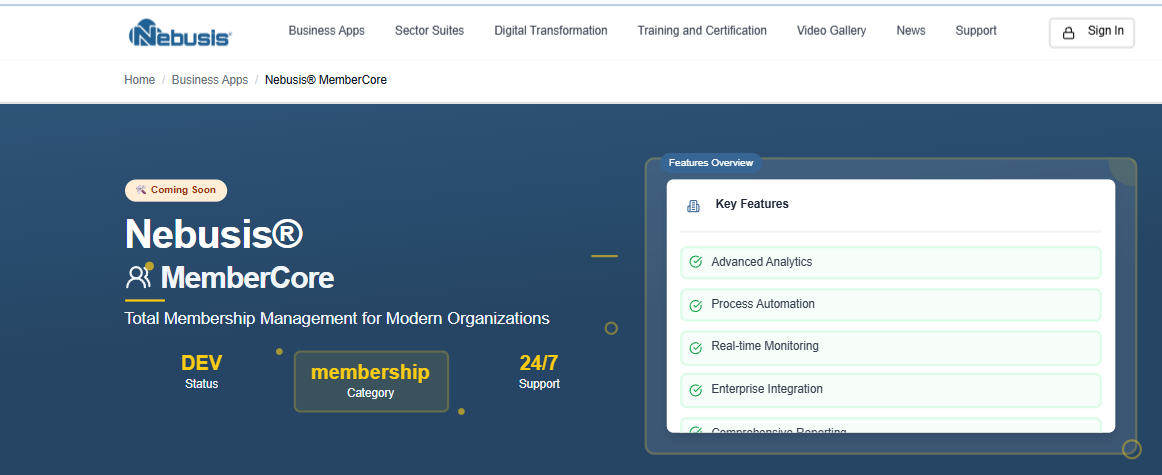 Nebusis®
Business Apps
Sector Suites
Digital Transformation
Training and Certification
Video Gallery
News
Support
Sign In
Home / Business Apps / Nebusis® MemberCore
Coming Soon
Nebusis®
MemberCore
Total Membership Management for Modern Organizations
DEV
Status
membership
Category
24/7
Support
Features Overview
Key Features
Advanced Analytics
Process Automation
Real-time Monitoring
Enterprise Integration
Comprehensive Reporting